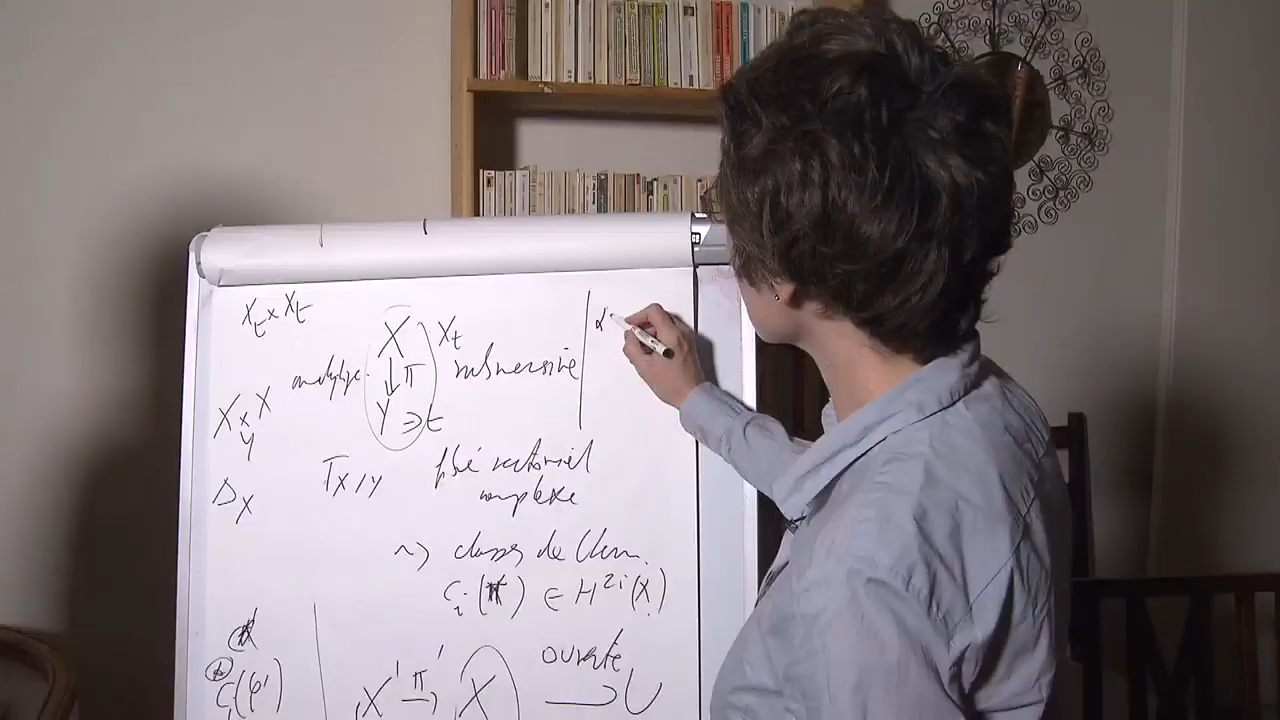 X_t × X_t
X X_t
analytique ↓ π submersive
Y ∋ t
α
X ×_Y X
T_{X/Y} fibré vectoriel
complexe
Δ_X
~> classes de Chern
c_i(π) ∈ H^{2i}(X)
c_i(φ')
X' π' → X ouverte → U